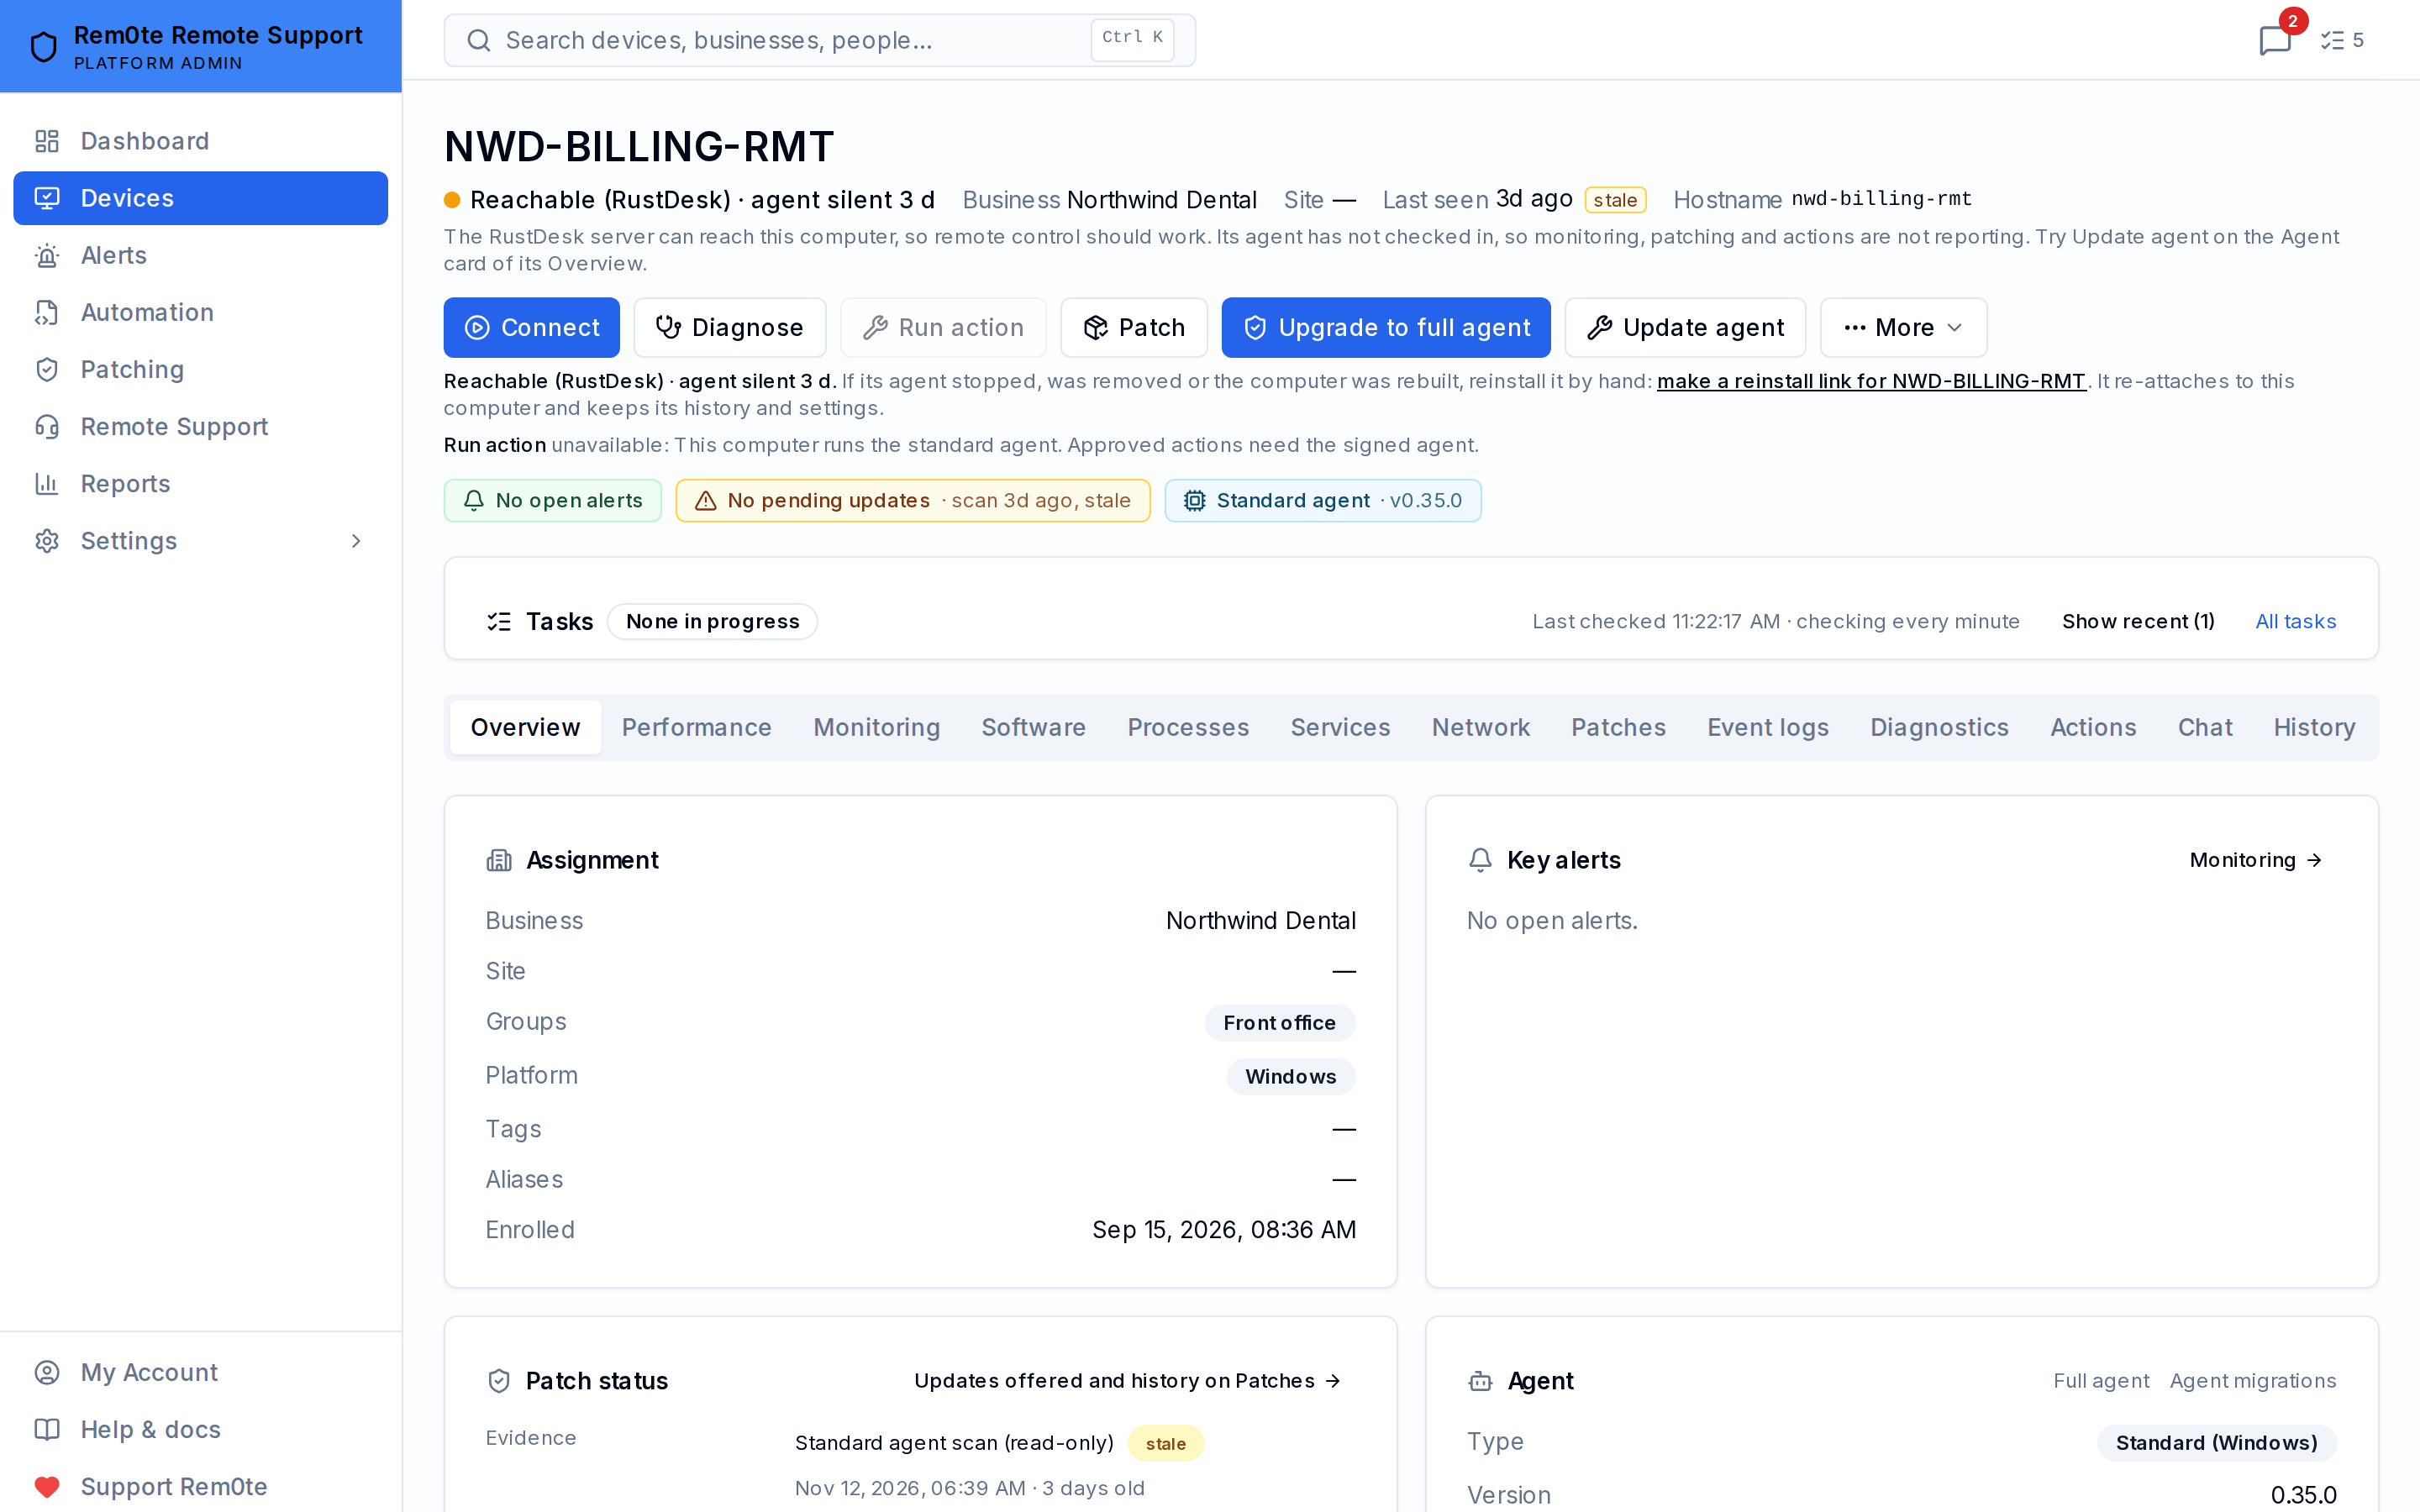 Rem0te Remote Support
PLATFORM ADMIN
Search devices, businesses, people...
Ctrl K
2
5
Dashboard
Devices
Alerts
Automation
Patching
Remote Support
Reports
Settings
My Account
Help & docs
Support Rem0te
NWD-BILLING-RMT
Reachable (RustDesk) · agent silent 3 d Business Northwind Dental Site — Last seen 3d ago stale Hostname nwd-billing-rmt
The RustDesk server can reach this computer, so remote control should work. Its agent has not checked in, so monitoring, patching and actions are not reporting. Try Update agent on the Agent
card of its Overview.
Connect Diagnose Run action Patch Upgrade to full agent Update agent More
Reachable (RustDesk) · agent silent 3 d. If its agent stopped, was removed or the computer was rebuilt, reinstall it by hand: make a reinstall link for NWD-BILLING-RMT. It re-attaches to this
computer and keeps its history and settings.
Run action unavailable: This computer runs the standard agent. Approved actions need the signed agent.
No open alerts No pending updates · scan 3d ago, stale Standard agent · v0.35.0
Tasks None in progress Last checked 11:22:17 AM · checking every minute Show recent (1) All tasks
Overview Performance Monitoring Software Processes Services Network Patches Event logs Diagnostics Actions Chat History
Assignment
Business Northwind Dental
Site —
Groups Front office
Platform Windows
Tags —
Aliases —
Enrolled Sep 15, 2026, 08:36 AM
Key alerts Monitoring →
No open alerts.
Patch status Updates offered and history on Patches →
Evidence Standard agent scan (read-only) stale
Nov 12, 2026, 06:39 AM · 3 days old
Agent Full agent Agent migrations
Type Standard (Windows)
Version 0.35.0